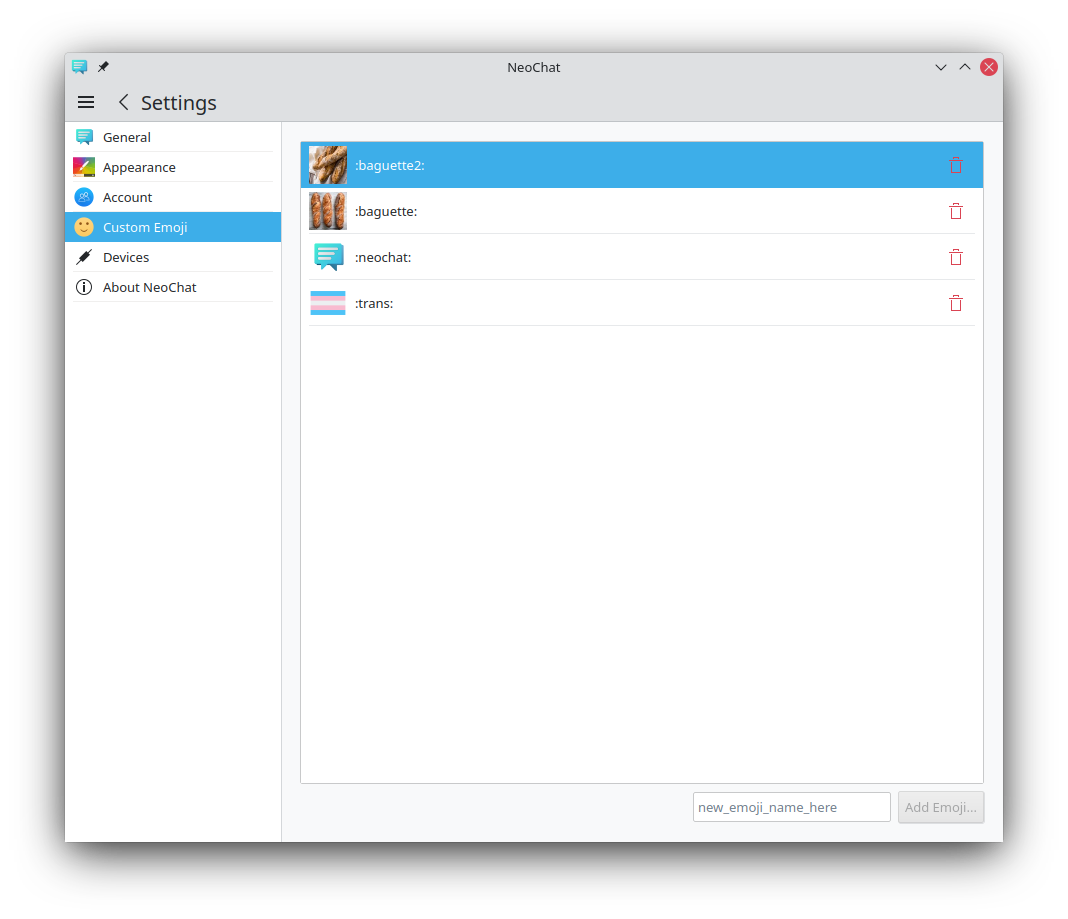 NeoChat
Settings
General
Appearance
Account
Custom Emoji
Devices
About NeoChat
:baguette2:
:baguette:
:neochat:
:trans:
new_emoji_name_here
Add Emoji...